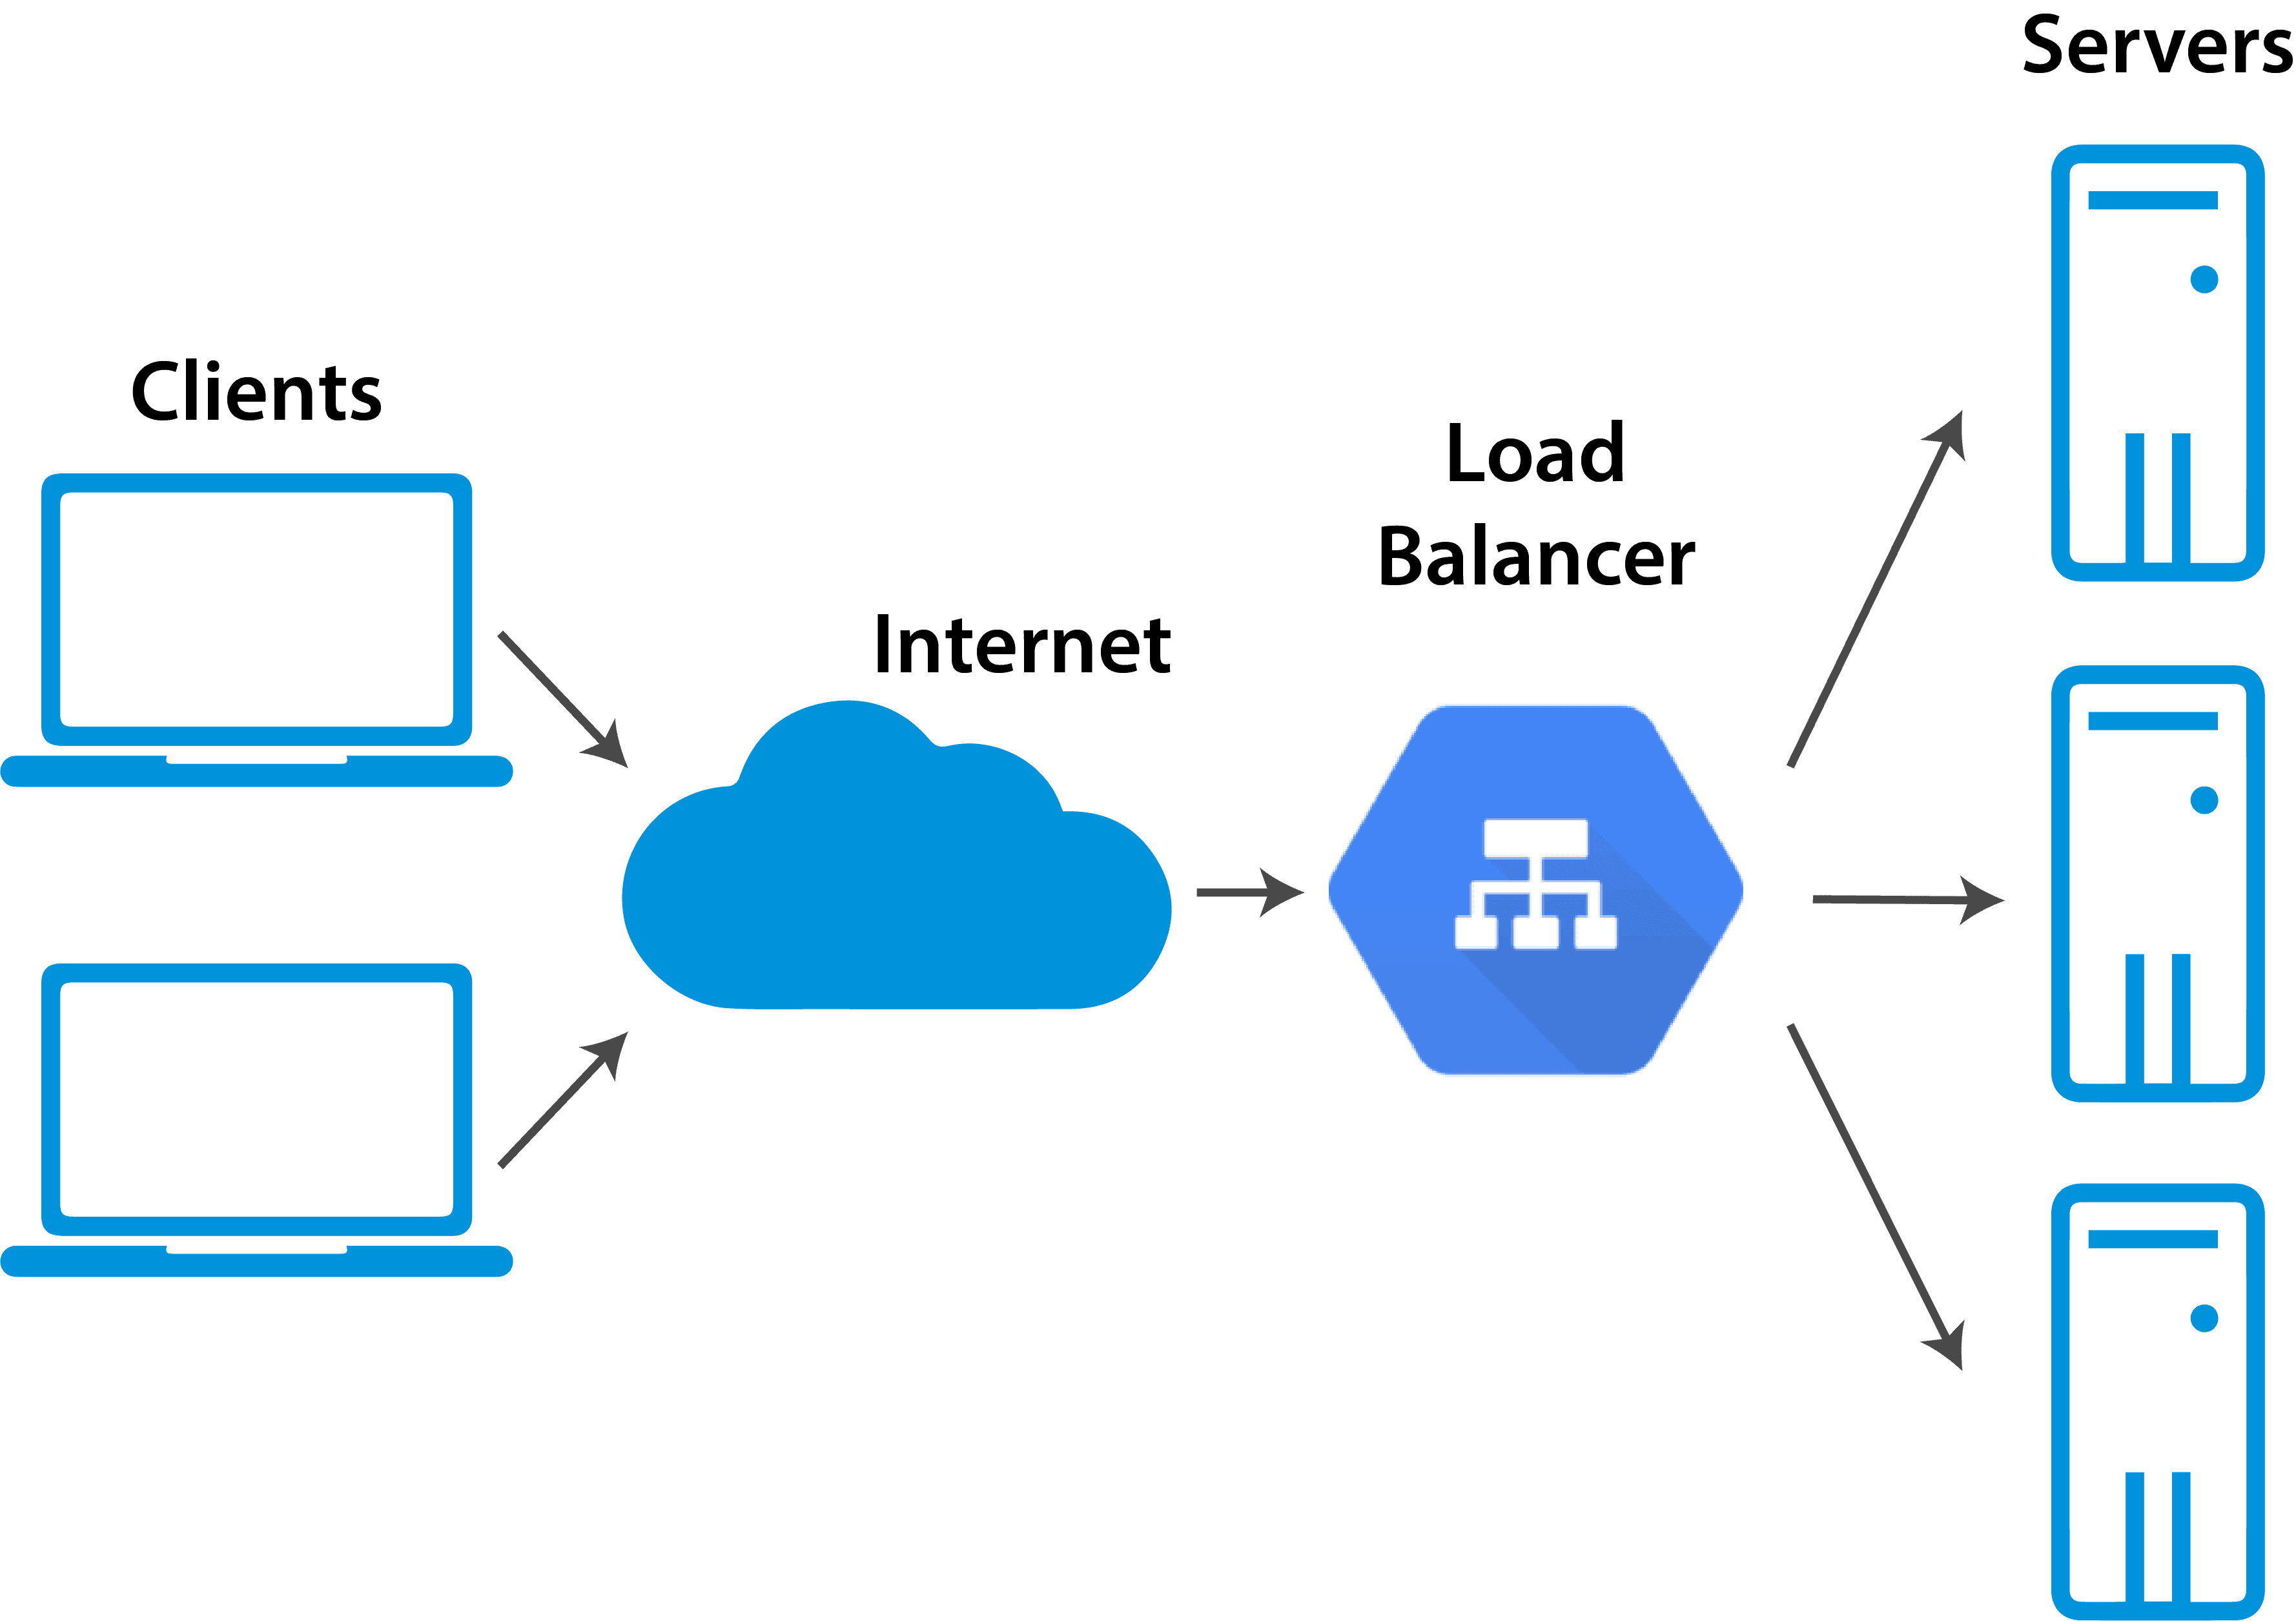 Servers
Clients
Load
Balancer
Internet